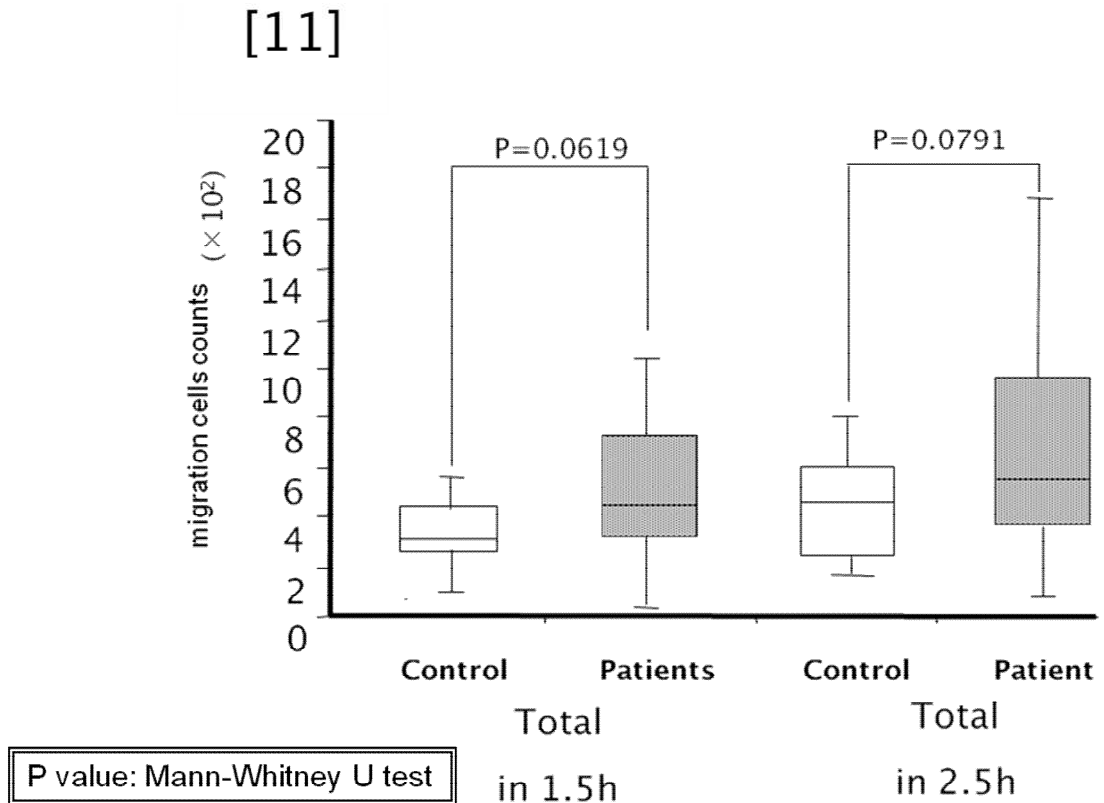 [11]
P=0.0619
P=0.0791
20
18
16
14
12
10
8
6
4
2
0
migration cells counts (× 10²)
Control Patients Control Patient
Total Total
in 1.5h in 2.5h
P value: Mann-Whitney U test